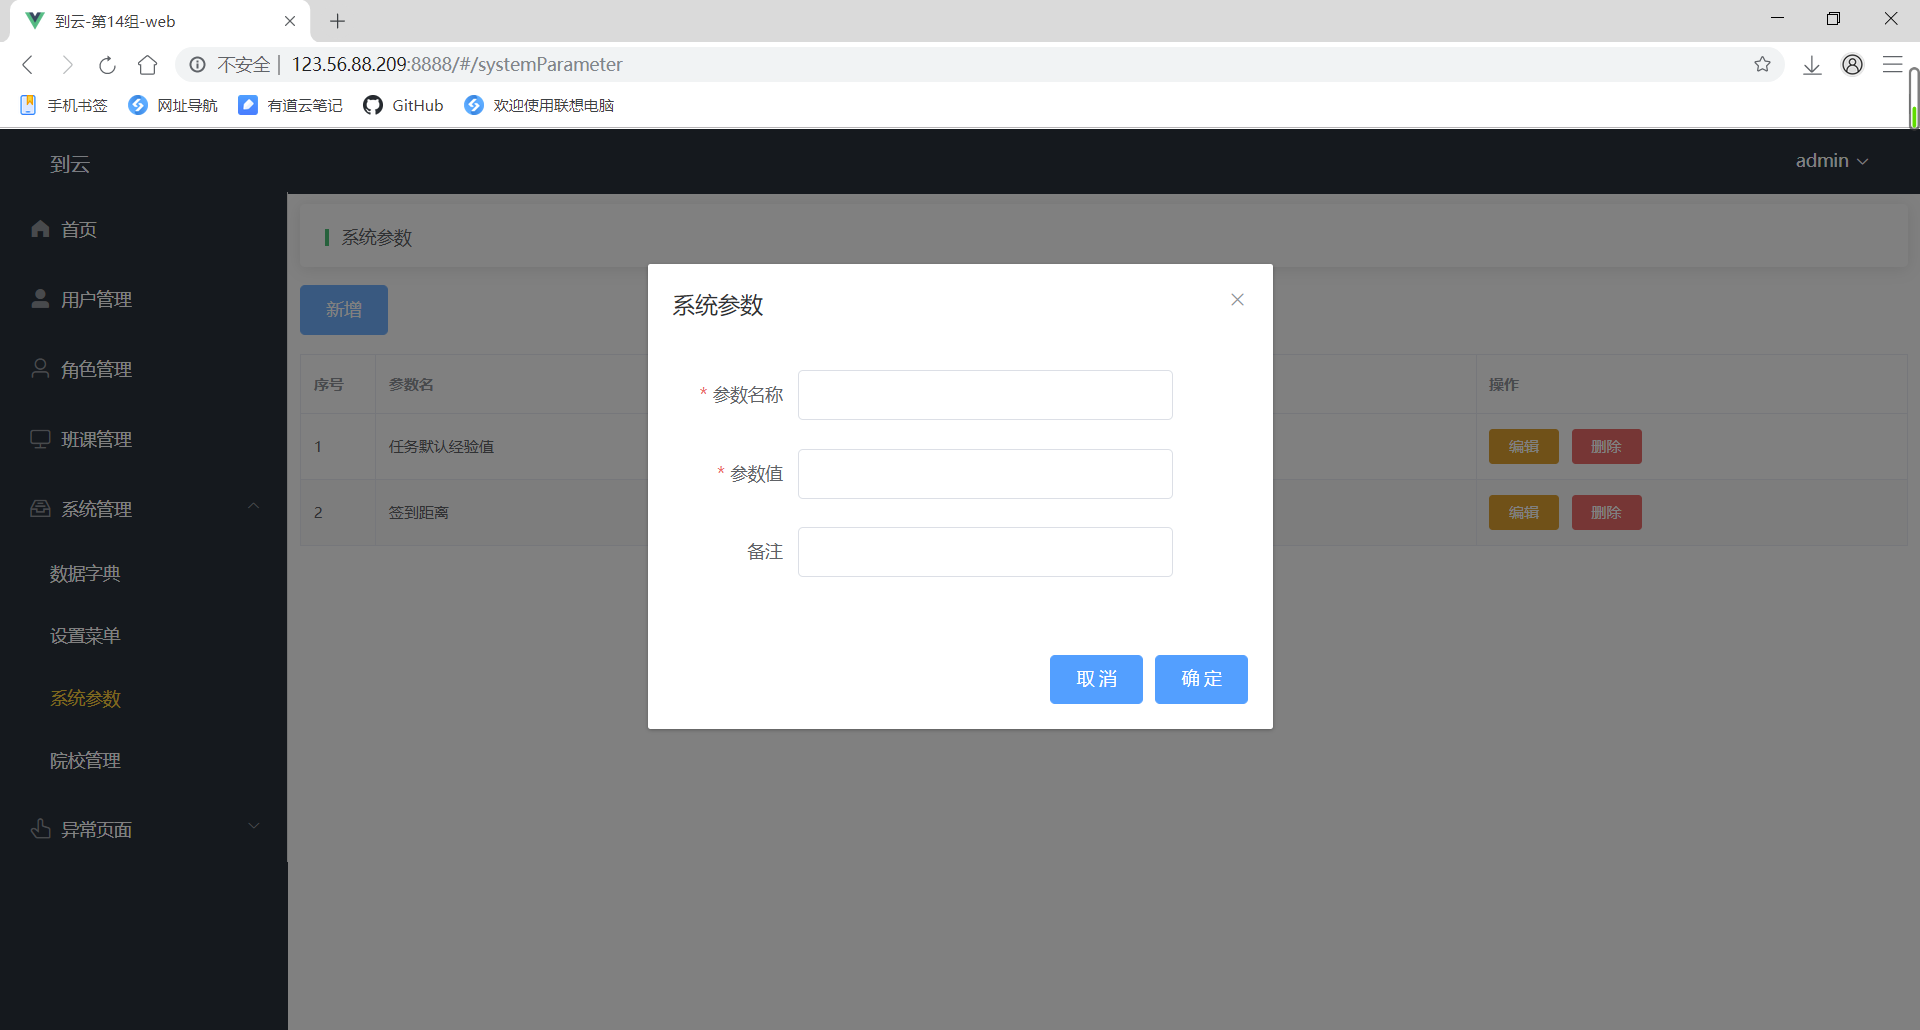 到云-第14组-web
不安全 | 123.56.88.209:8888/#/systemParameter
手机书签 网址导航 有道云笔记 GitHub 欢迎使用联想电脑
到云 admin
首页
用户管理
角色管理
班课管理
系统管理
数据字典
设置菜单
系统参数
院校管理
异常页面
系统参数
新增
序号 参数名 操作
1 任务默认经验值 编辑 删除
2 签到距离 编辑 删除
系统参数
* 参数名称
* 参数值
备注
取消 确定